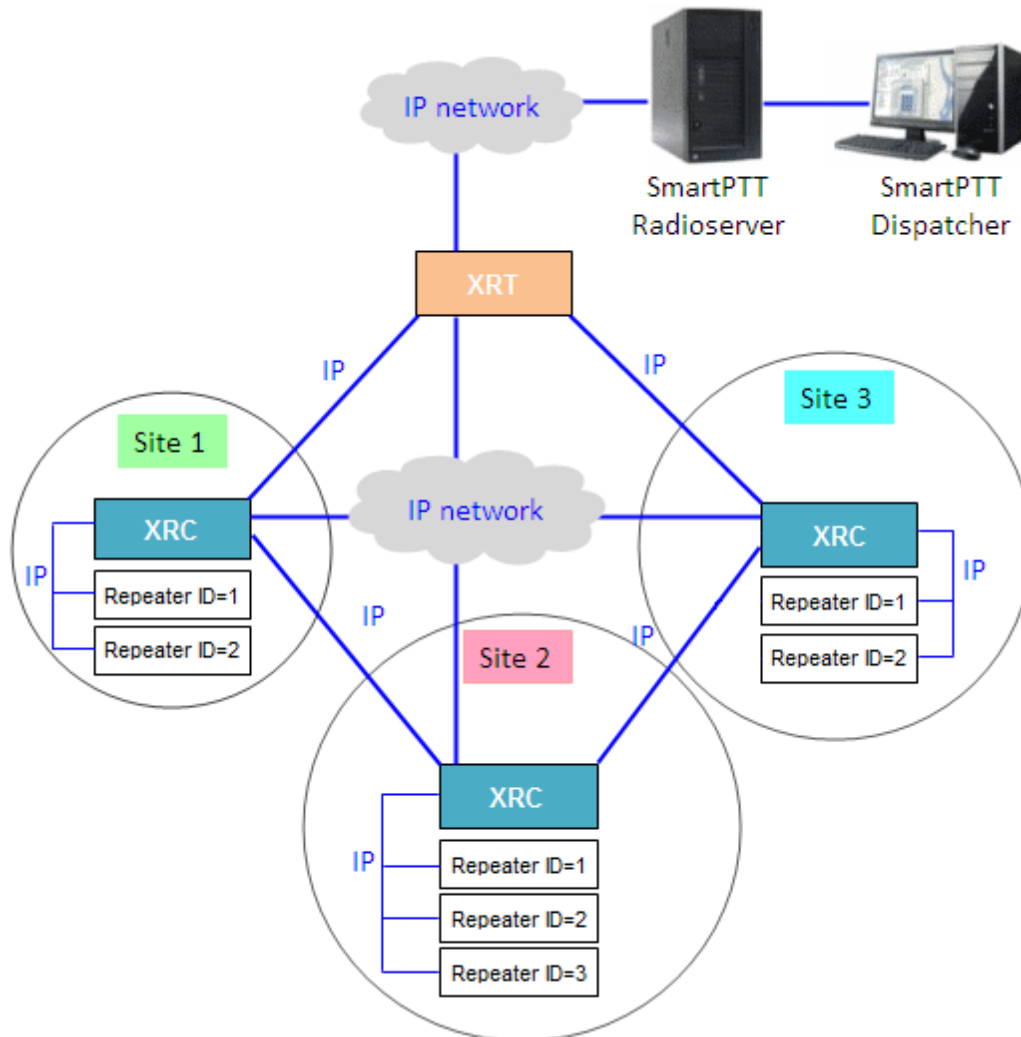 IP network
SmartPTT
Radioserver
SmartPTT
Dispatcher
XRT
IP
IP
Site 1
Site 3
XRC
IP network
XRC
IP
Repeater ID=1
Repeater ID=2
IP
Repeater ID=1
Repeater ID=2
IP
IP
Site 2
XRC
IP
Repeater ID=1
Repeater ID=2
Repeater ID=3